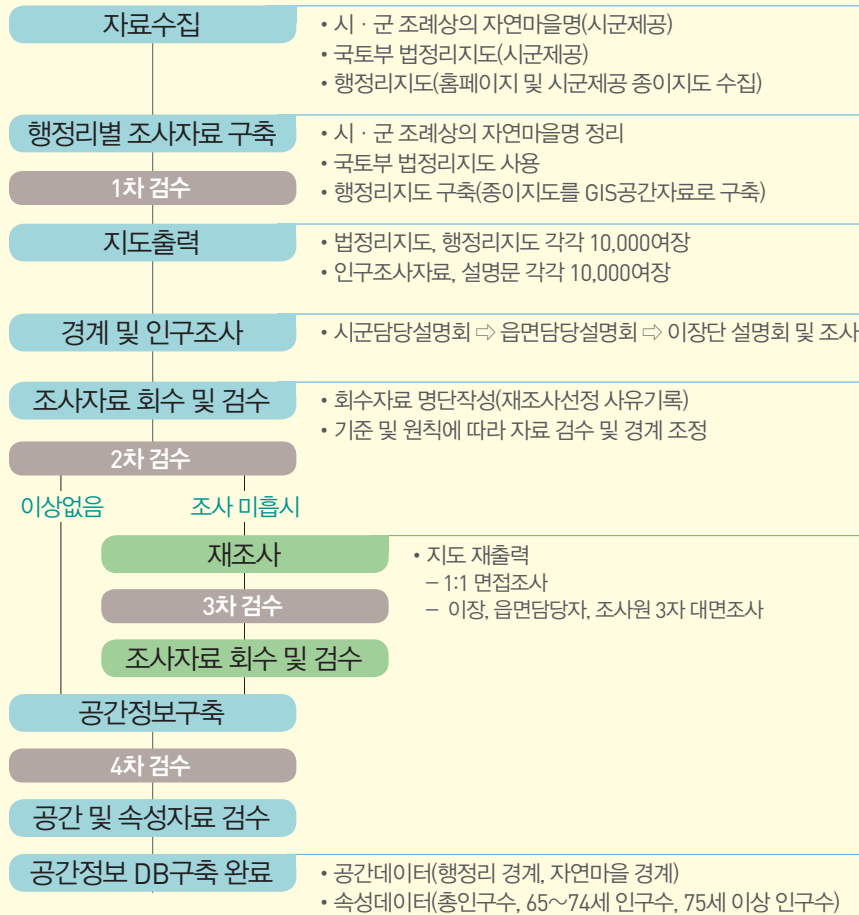 자료수집
• 시 · 군 조례상의 자연마을명(시군제공)
• 국토부 법정리지도(시군제공)
• 행정리지도(홈페이지 및 시군제공 종이지도 수집)
행정리별 조사자료 구축
• 시 · 군 조례상의 자연마을명 정리
• 국토부 법정리지도 사용
1차 검수
• 행정리지도 구축(종이지도를 GIS공간자료로 구축)
지도출력
• 법정리지도, 행정리지도 각각 10,000여장
• 인구조사자료, 설명문 각각 10,000여장
경계 및 인구조사
• 시군담당설명회 ⇨ 읍면담당설명회 ⇨ 이장단 설명회 및 조사
조사자료 회수 및 검수
• 회수자료 명단작성(재조사선정 사유기록)
• 기준 및 원칙에 따라 자료 검수 및 경계 조정
2차 검수
이상없음
조사 미흡시
재조사
• 지도 재출력
– 1:1 면접조사
– 이장, 읍면담당자, 조사원 3자 대면조사
3차 검수
조사자료 회수 및 검수
공간정보구축
4차 검수
공간 및 속성자료 검수
공간정보 DB구축 완료
• 공간데이터(행정리 경계, 자연마을 경계)
• 속성데이터(총인구수, 65~74세 인구수, 75세 이상 인구수)